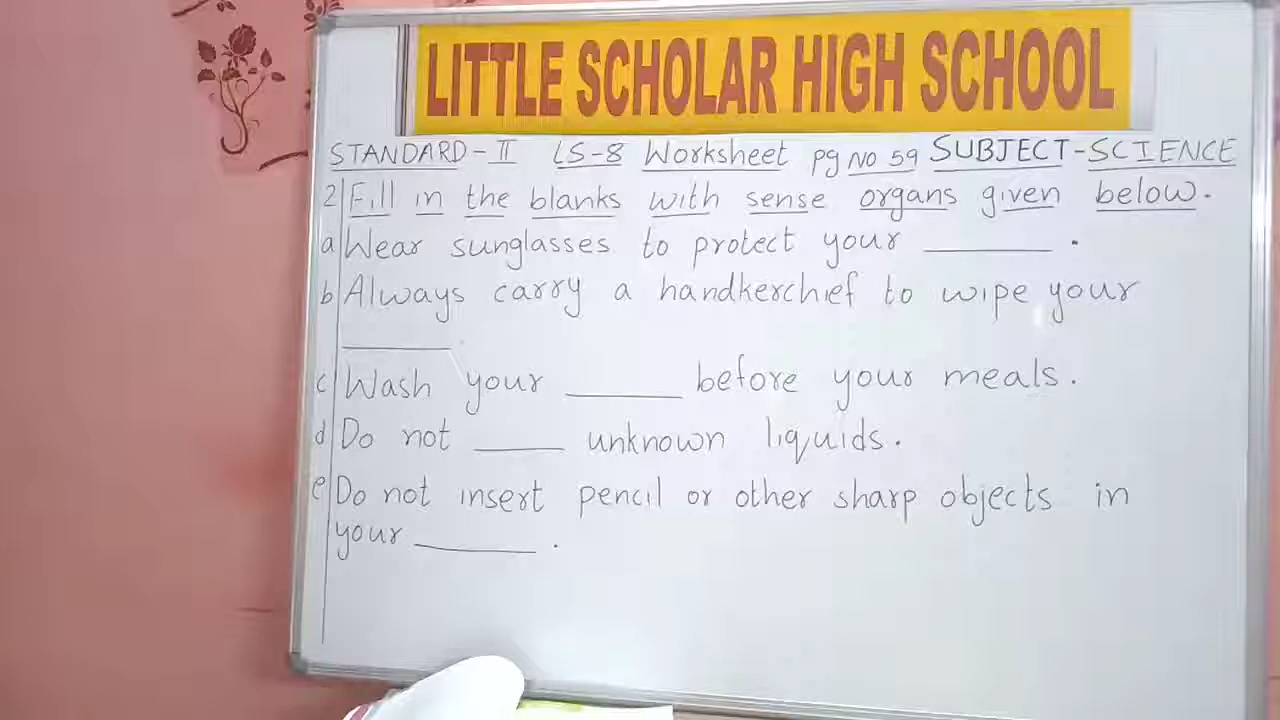 LITTLE SCHOLAR HIGH SCHOOL
STANDARD-II LS-8 Worksheet pg No 59 SUBJECT-SCIENCE
2 Fill in the blanks with sense organs given below.
a Wear sunglasses to protect your ________ .
b Always carry a handkerchief to wipe your
________
c Wash your ________ before your meals.
d Do not ______ unknown liquids.
e Do not insert pencil or other sharp objects in
your ________ .